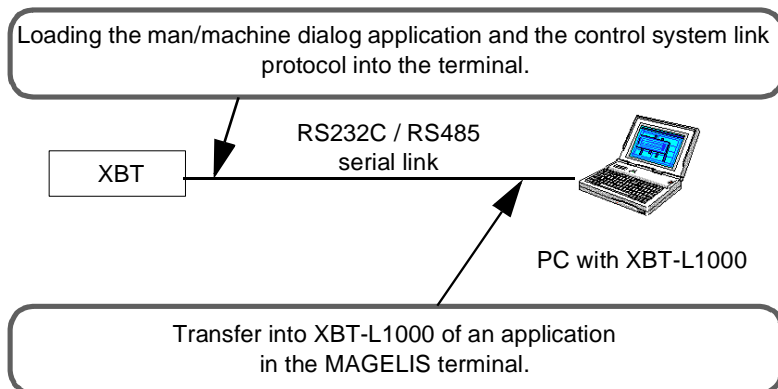 Loading the man/machine dialog application and the control system link
protocol into the terminal.
RS232C / RS485
serial link
XBT
PC with XBT-L1000
Transfer into XBT-L1000 of an application
in the MAGELIS terminal.